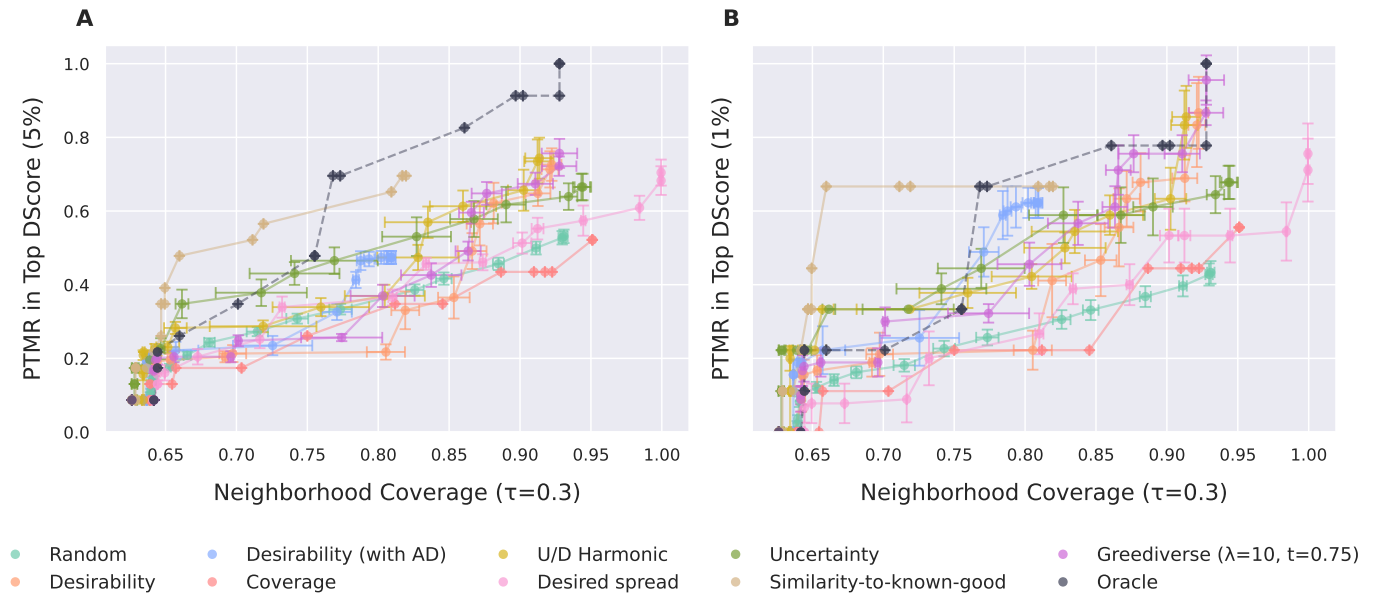 A
B
PTMR in Top DScore (5%)
1.0
0.8
0.6
0.4
0.2
0.0
0.65 0.70 0.75 0.80 0.85 0.90 0.95 1.00
Neighborhood Coverage (τ=0.3)
PTMR in Top DScore (1%)
0.65 0.70 0.75 0.80 0.85 0.90 0.95 1.00
Neighborhood Coverage (τ=0.3)
Random
Desirability (with AD)
U/D Harmonic
Uncertainty
Greediverse (λ=10, t=0.75)
Desirability
Coverage
Desired spread
Similarity-to-known-good
Oracle